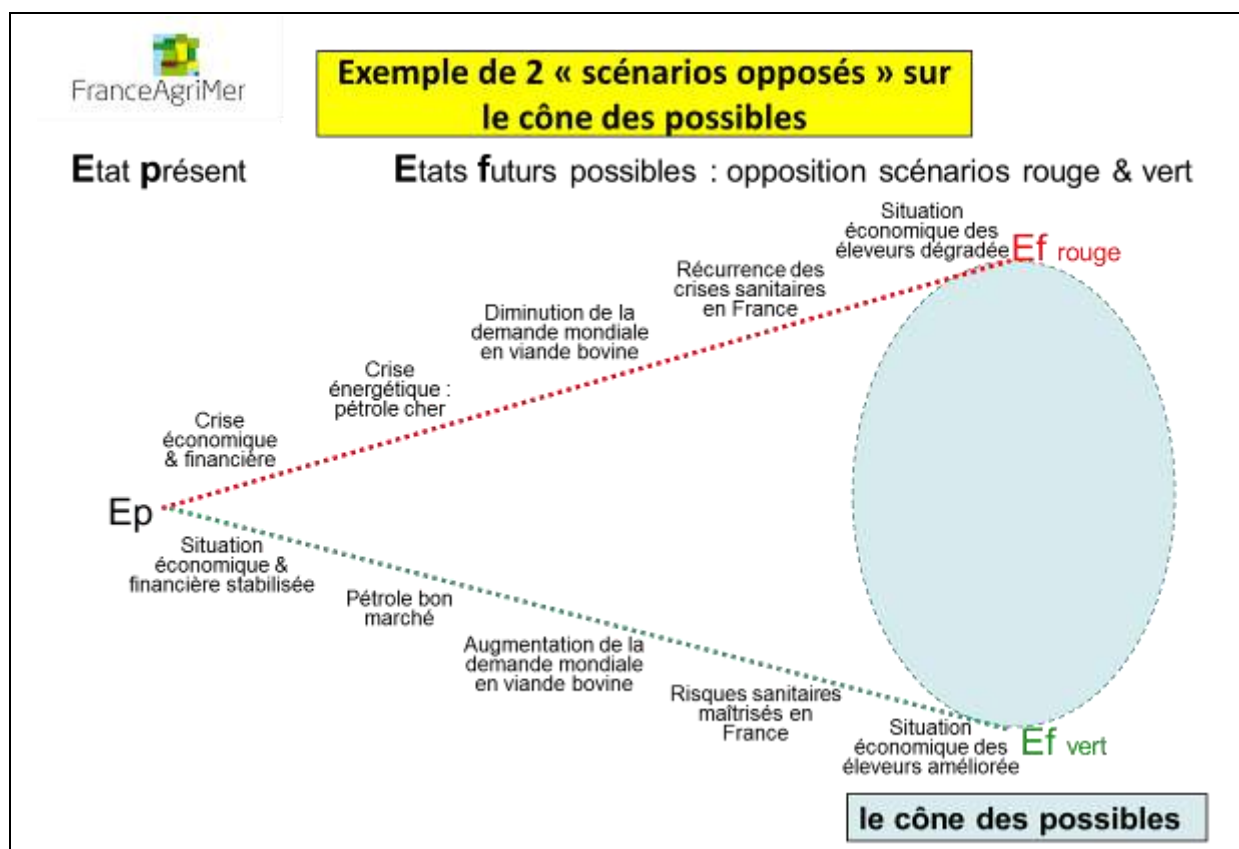 FranceAgriMer
Exemple de 2 « scénarios opposés » sur
le cône des possibles
Etat présent
Etats futurs possibles : opposition scénarios rouge & vert
Situation
économique des
éleveurs dégradée
Ef rouge
Récurrence des
crises sanitaires
en France
Diminution de la
demande mondiale
en viande bovine
Crise
énergétique :
pétrole cher
Crise
économique
& financière
Ep
Situation
économique &
financière stabilisée
Pétrole bon
marché
Augmentation de la
demande mondiale
en viande bovine
Risques sanitaires
maîtrisés en
France
Situation
économique des
éleveurs améliorée
Ef vert
le cône des possibles